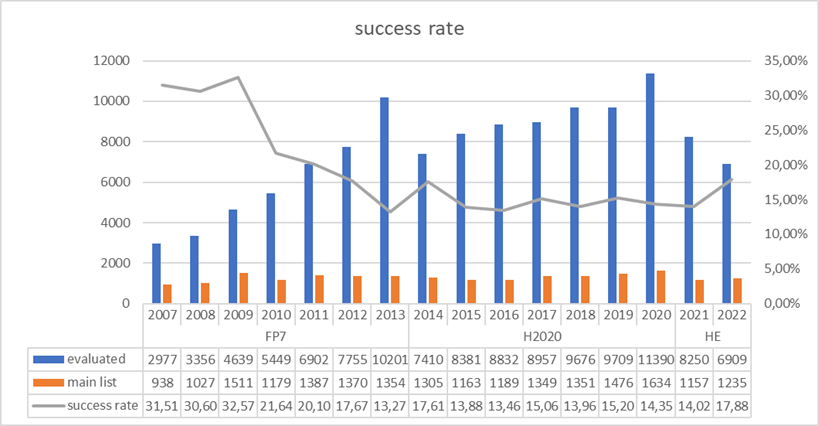 success rate
12000 35,00%
10000 30,00%
8000 25,00%
6000 20,00%
4000 15,00%
2000 10,00%
0 5,00%
0,00%
2007 2008 2009 2010 2011 2012 2013 2014 2015 2016 2017 2018 2019 2020 2021 2022
FP7 H2020 HE
evaluated 2977 3356 4639 5449 6902 7755 10201 7410 8381 8832 8957 9676 9709 11390 8250 6909
main list 938 1027 1511 1179 1387 1370 1354 1305 1163 1189 1349 1351 1476 1634 1157 1235
success rate 31,51 30,60 32,57 21,64 20,10 17,67 13,27 17,61 13,88 13,46 15,06 13,96 15,20 14,35 14,02 17,88